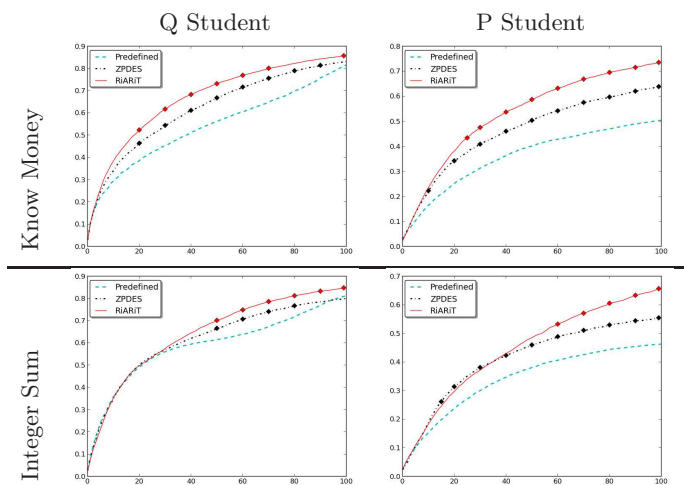 Q Student
P Student
Know Money
0.9
0.8
0.7
0.6
0.5
0.4
0.3
0.2
0.1
0.0
0 20 40 60 80 100
Predefined
ZPDES
RiARiT
0.8
0.7
0.6
0.5
0.4
0.3
0.2
0.1
0.0
0 20 40 60 80 100
Predefined
ZPDES
RiARiT
Integer Sum
0.9
0.8
0.7
0.6
0.5
0.4
0.3
0.2
0.1
0.0
0 20 40 60 80 100
Predefined
ZPDES
RiARiT
0.7
0.6
0.5
0.4
0.3
0.2
0.1
0.0
0 20 40 60 80 100
Predefined
ZPDES
RiARiT